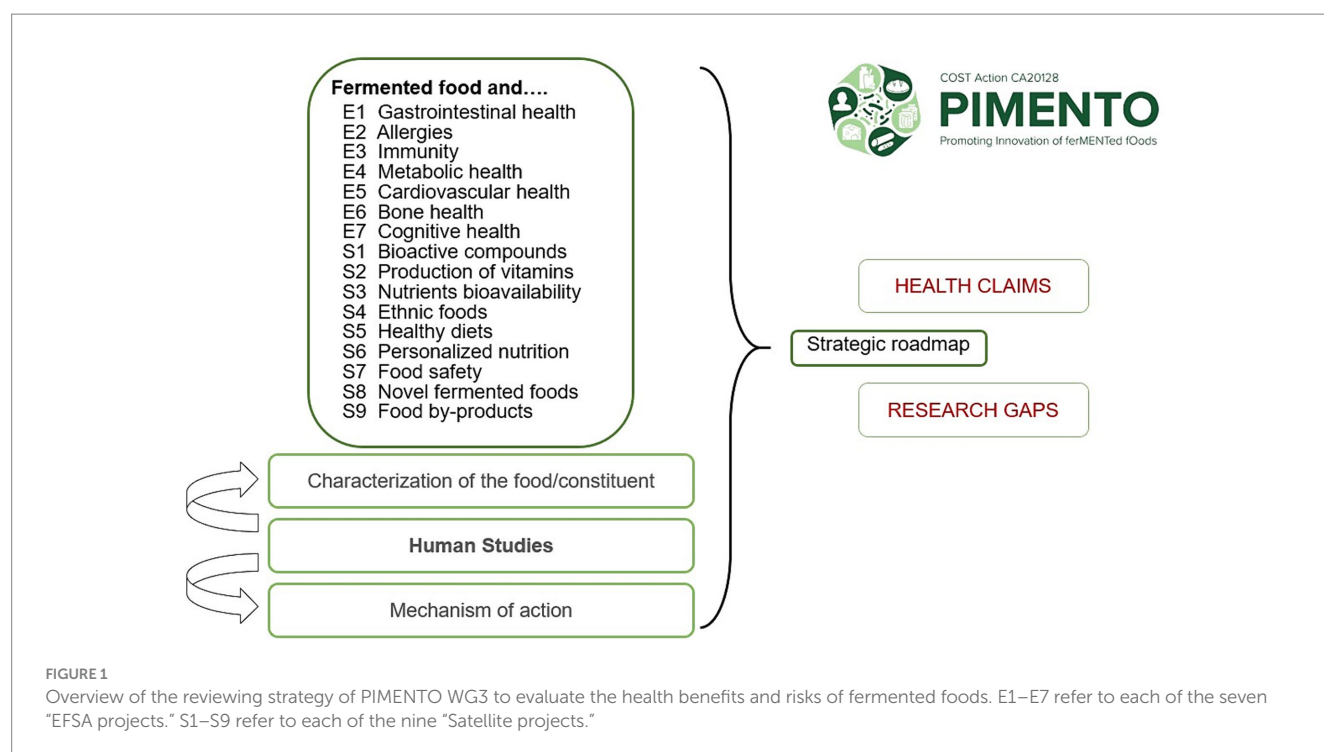 Fermented food and....
E1 Gastrointestinal health
E2 Allergies
E3 Immunity
E4 Metabolic health
E5 Cardiovascular health
E6 Bone health
E7 Cognitive health
S1 Bioactive compounds
S2 Production of vitamins
S3 Nutrients bioavailability
S4 Ethnic foods
S5 Healthy diets
S6 Personalized nutrition
S7 Food safety
S8 Novel fermented foods
S9 Food by-products
Characterization of the food/constituent
Human Studies
Mechanism of action
COST Action CA20128
PIMENTO
Promoting Innovation of ferMENTed fOods
HEALTH CLAIMS
Strategic roadmap
RESEARCH GAPS
FIGURE 1
Overview of the reviewing strategy of PIMENTO WG3 to evaluate the health benefits and risks of fermented foods. E1–E7 refer to each of the seven
“EFSA projects.” S1–S9 refer to each of the nine “Satellite projects.”